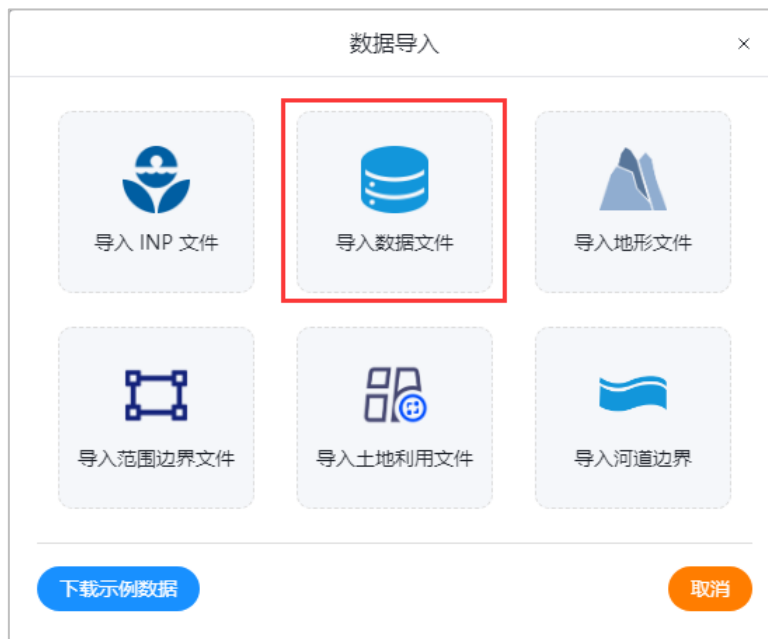 数据导入
导入 INP 文件
导入数据文件
导入地形文件
导入范围边界文件
导入土地利用文件
导入河道边界
下载示例数据
取消